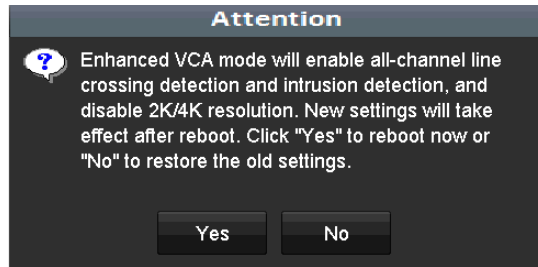 Attention
Enhanced VCA mode will enable all-channel line
crossing detection and intrusion detection, and
disable 2K/4K resolution. New settings will take
effect after reboot. Click "Yes" to reboot now or
"No" to restore the old settings.
Yes No